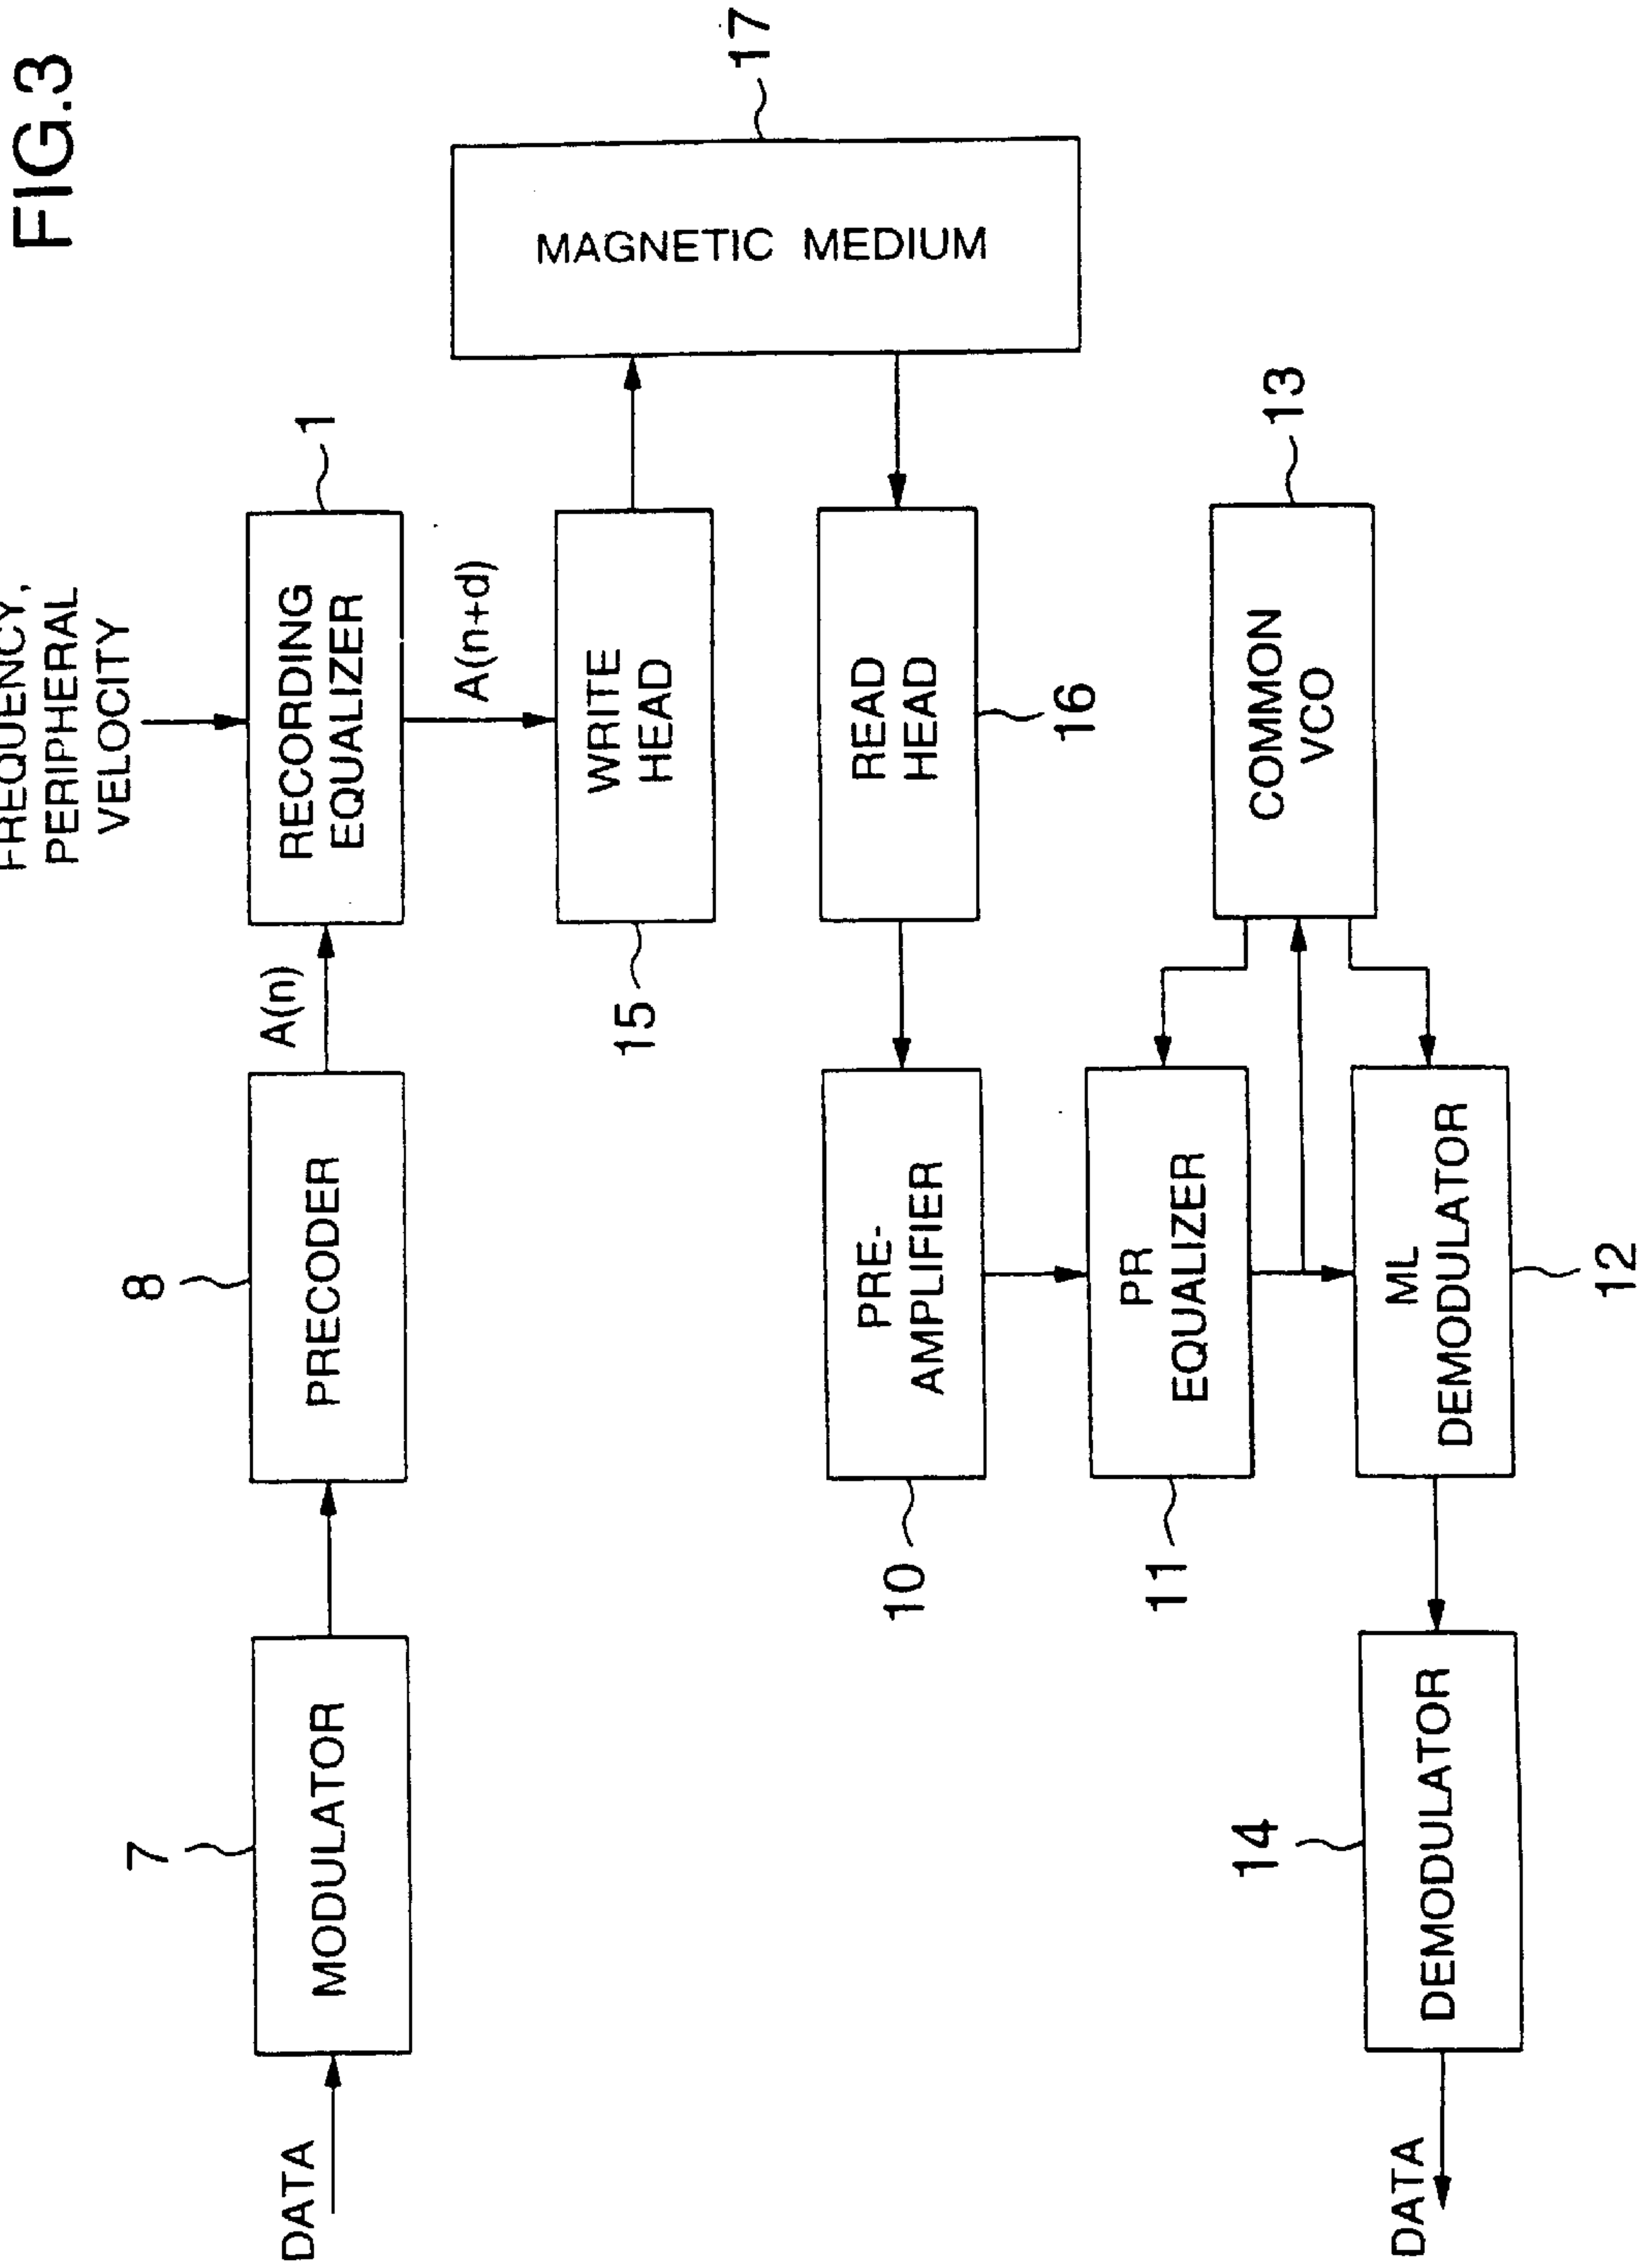 FIG.3
FREQUENCY,
PERIPHERAL
VELOCITY
DATA
7
MODULATOR
8
PRECODER
A(n)
1
RECORDING
EQUALIZER
A(n+d)
WRITE
HEAD
15
17
MAGNETIC MEDIUM
READ
HEAD
16
PRE-
AMPLIFIER
10
PR
EQUALIZER
11
13
COMMON
VCO
ML
DEMODULATOR
12
14
DEMODULATOR
DATA